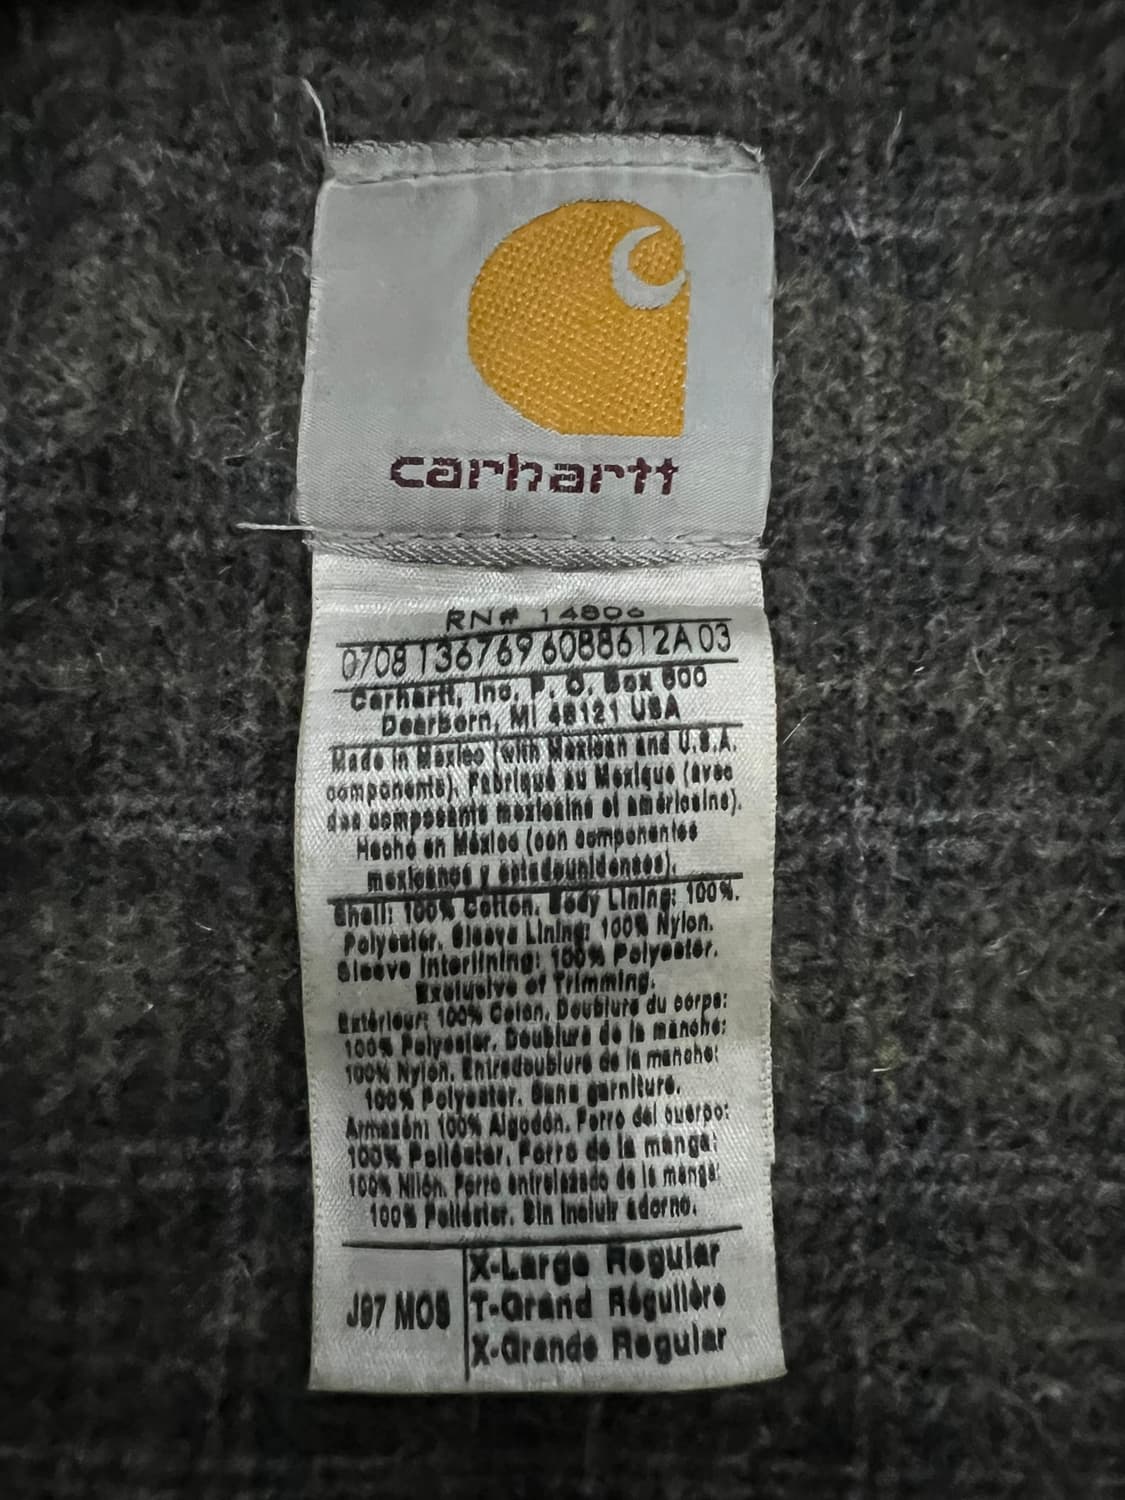 carhartt
RN# 14806
0708 1367696088612A 03
Carhartt, Inc. P. O. Box 600
Dearborn, MI 48121 USA
Made in Mexico (with Mexican and U.S.A.
components). Fabriqué au Mexique (avec
des composants mexicains et américains).
Hecho en México (con componentes
mexicanos y estadounidenses).
Shell: 100% Cotton. Body Lining: 100%.
Polyester. Sleeve Lining: 100% Nylon.
Sleeve Interlining: 100% Polyester.
Exclusive of Trimming.
Extérieur: 100% Coton. Doublure du corps:
100% Polyester. Doublure de la manche:
100% Nylon. Entredoublure de la manche:
100% Polyester. Sans garniture.
Armazón: 100% Algodón. Forro del cuerpo:
100% Poliéster. Forro de la manga:
100% Nilón. Forro entrelazado de la manga:
100% Poliéster. Sin incluir adorno.
J97 MOS
X-Large Regular
T-Grand Régulière
X-Grande Regular